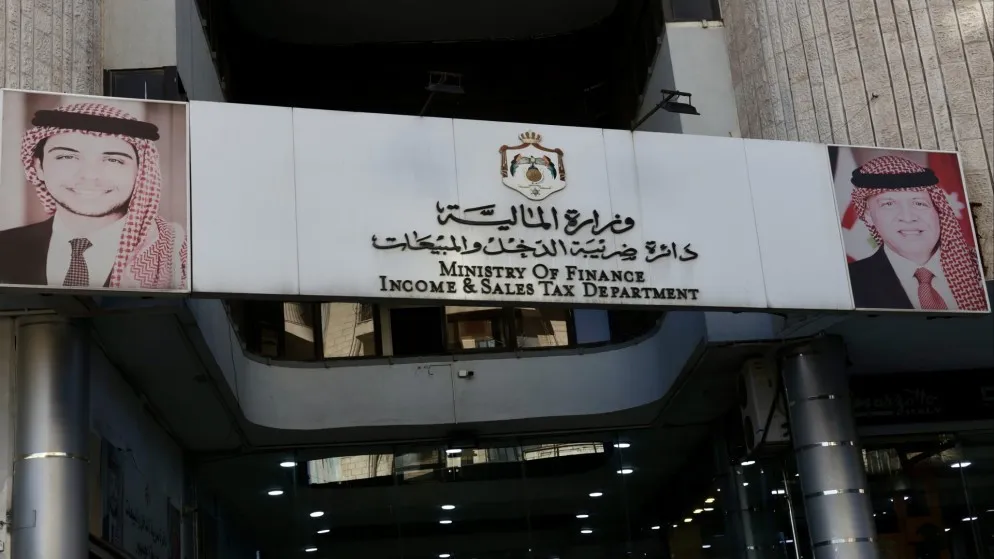 وزارة المالية
دائرة ضريبة الدخل والمبيعات
MINISTRY OF FINANCE
INCOME & SALES TAX DEPARTMENT